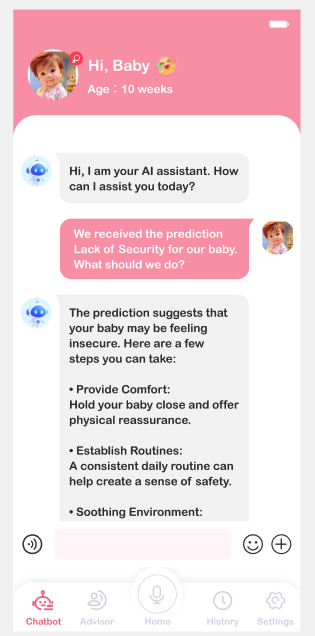 Hi, Baby
Age : 10 weeks
Hi, I am your AI assistant. How
can I assist you today?
We received the prediction
Lack of Security for our baby.
What should we do?
The prediction suggests that
your baby may be feeling
insecure. Here are a few
steps you can take:
• Provide Comfort:
Hold your baby close and offer
physical reassurance.
• Establish Routines:
A consistent daily routine can
help create a sense of safety.
• Soothing Environment:
Chatbot
Advisor
Home
History
Settings